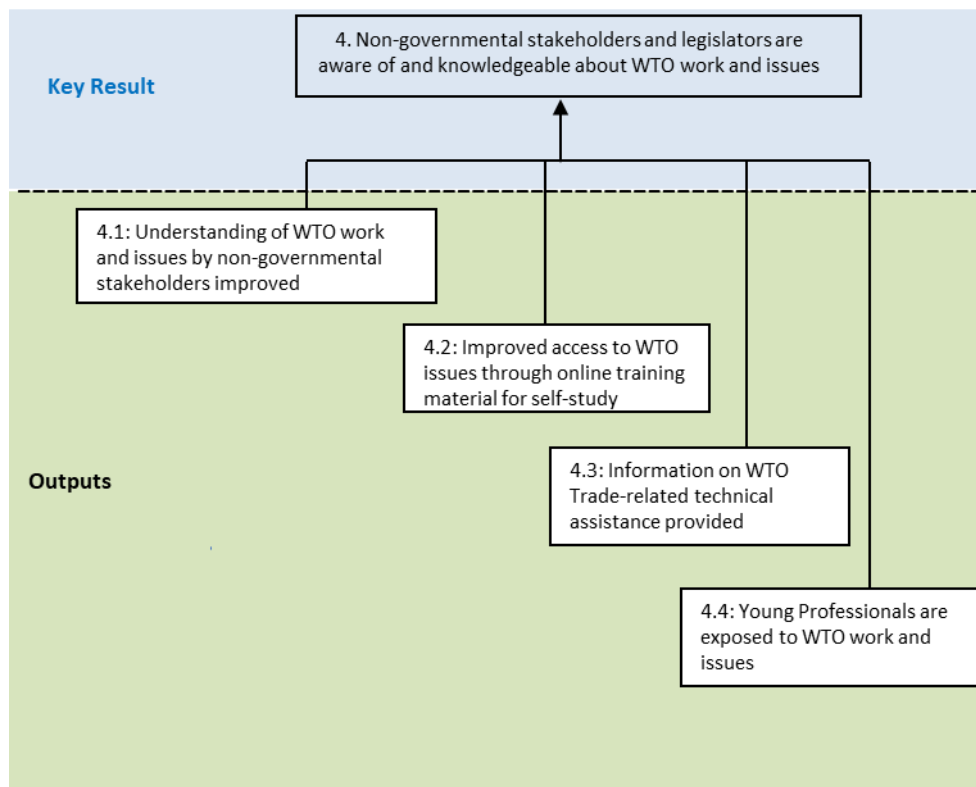 4. Non-governmental stakeholders and legislators are
aware of and knowledgeable about WTO work and issues
Key Result
4.1: Understanding of WTO work
and issues by non-governmental
stakeholders improved
4.2: Improved access to WTO
issues through online training
material for self-study
4.3: Information on WTO
Trade-related technical
assistance provided
Outputs
4.4: Young Professionals are
exposed to WTO work and
issues